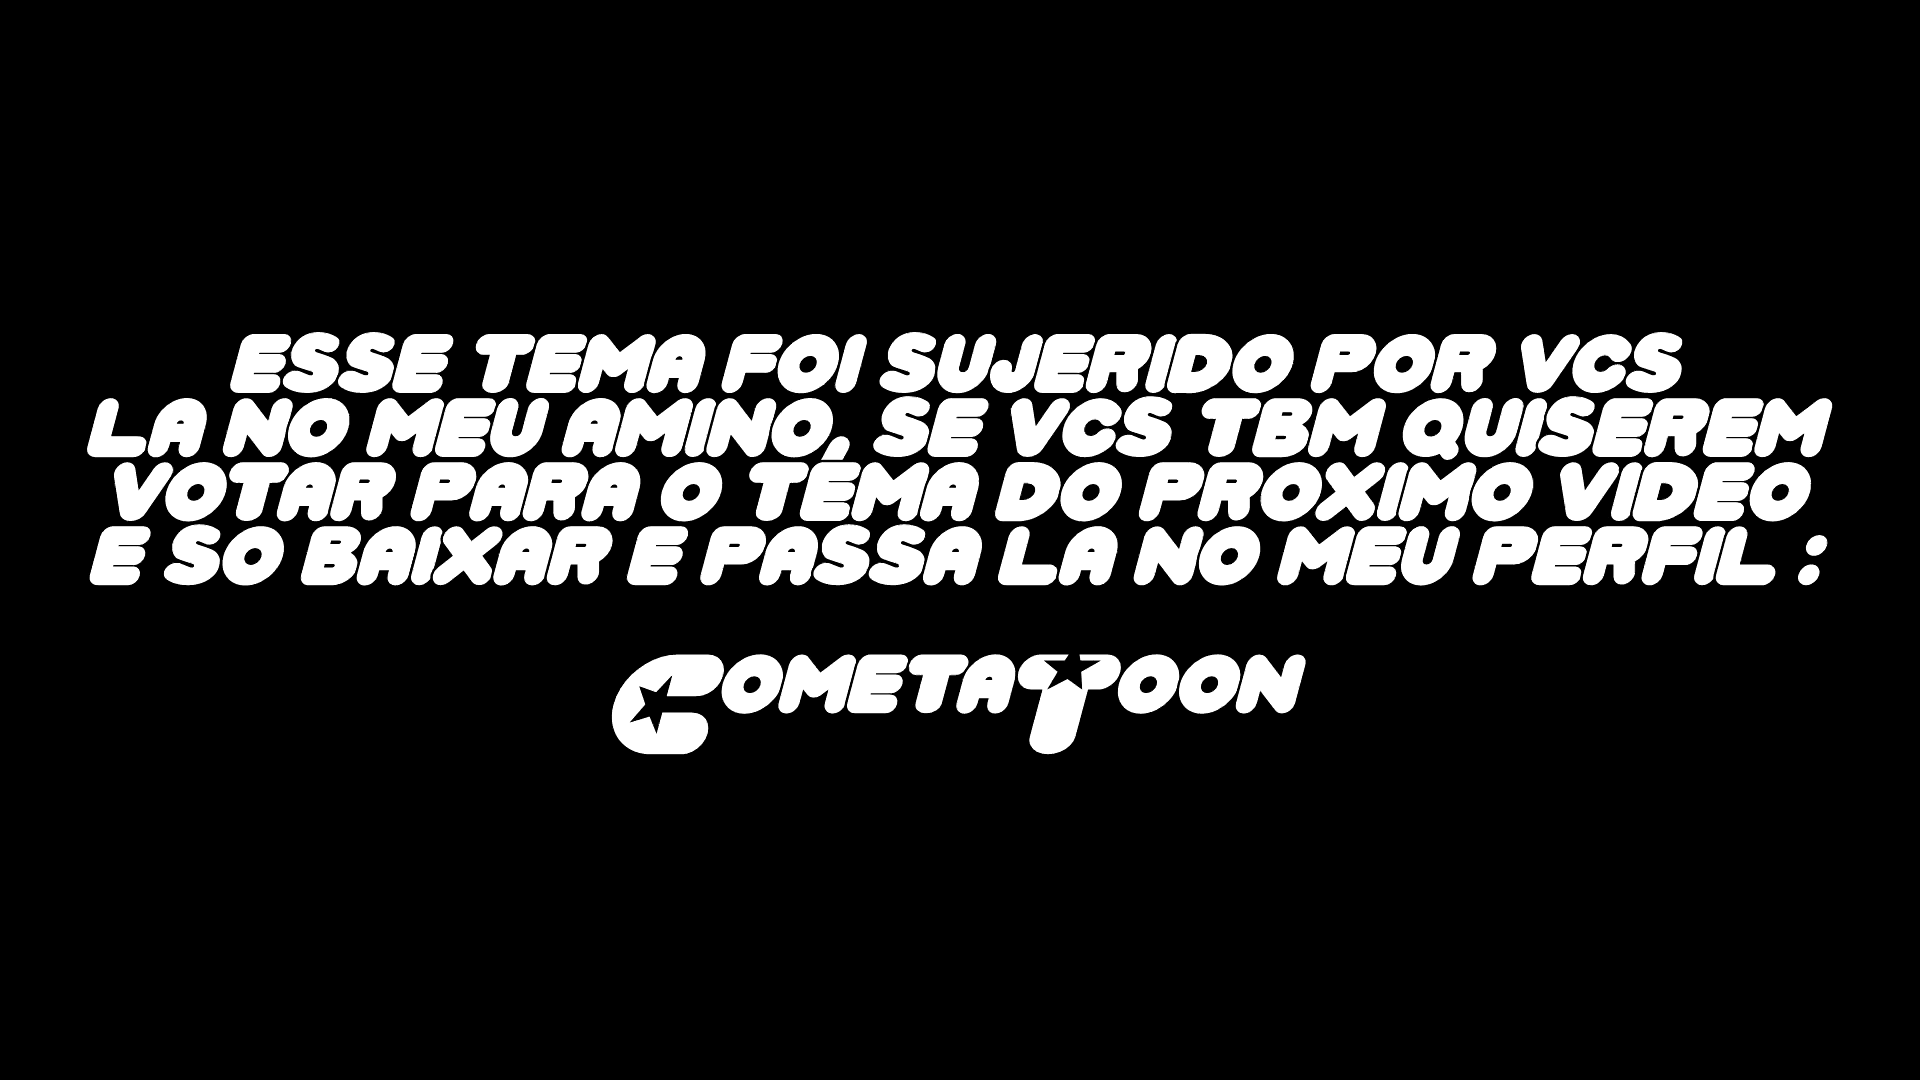 ESSE TEMA FOI SUJERIDO POR VCS
LA NO MEU AMINO, SE VCS TBM QUISEREM
VOTAR PARA O TEMA DO PROXIMO VIDEO
E SO BAIXAR E PASSA LA NO MEU PERFIL :
COMETATOON